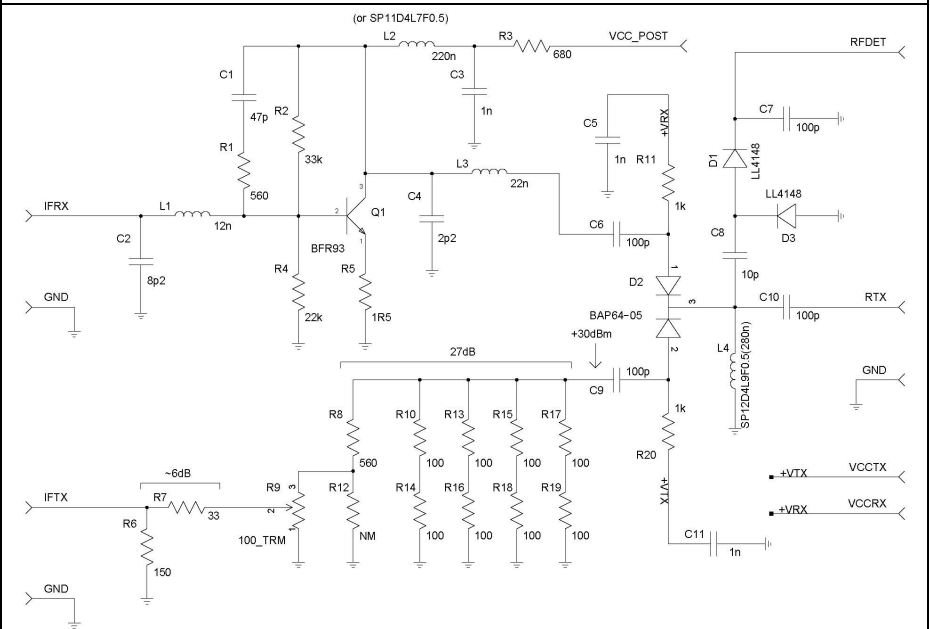 (or SP11D4L7F0.5)
L2
220n
R3
680
VCC_POST
RFDET
C1
47p
R2
33k
C3
1n
C5
1n
+VRX
R11
1k
C7
100p
D1
LL4148
R1
560
L3
22n
LL4148
D3
IFRX
L1
12n
C2
8p2
2
3
1
Q1
BFR93
C4
2p2
C6
100p
C8
10p
R4
22k
R5
1R5
D2
1
BAP64-05
3
2
C10
100p
RTX
GND
+30dBm
27dB
C9
100p
L4
SP12D4L9F0.5(280n)
GND
R8
560
R10
100
R13
100
R15
100
R17
100
1k
R20
~6dB
IFTX
R7
33
R6
150
R9
3
2
1
100_TRM
R12
NM
R14
100
R16
100
R18
100
R19
100
+VTX
+VTX
VCCTX
+VRX
VCCRX
C11
1n
GND